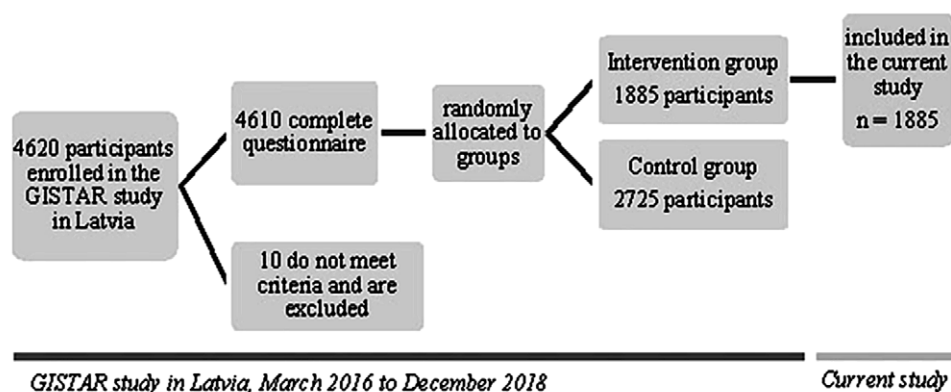 4620 participants
enrolled in the
GISTAR study
in Latvia
4610 complete
questionnaire
10 do not meet
criteria and are
excluded
randomly
allocated to
groups
Intervention group
1885 participants
Control group
2725 participants
included in
the current
study
n = 1885
GISTAR study in Latvia, March 2016 to December 2018
Current study